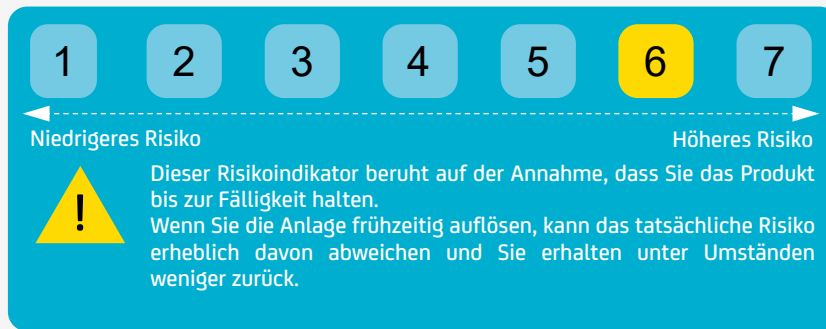 1 2 3 4 5 6 7
Niedrigeres Risiko Höheres Risiko
!
Dieser Risikoindikator beruht auf der Annahme, dass Sie das Produkt
bis zur Fälligkeit halten.
Wenn Sie die Anlage frühzeitig auflösen, kann das tatsächliche Risiko
erheblich davon abweichen und Sie erhalten unter Umständen
weniger zurück.